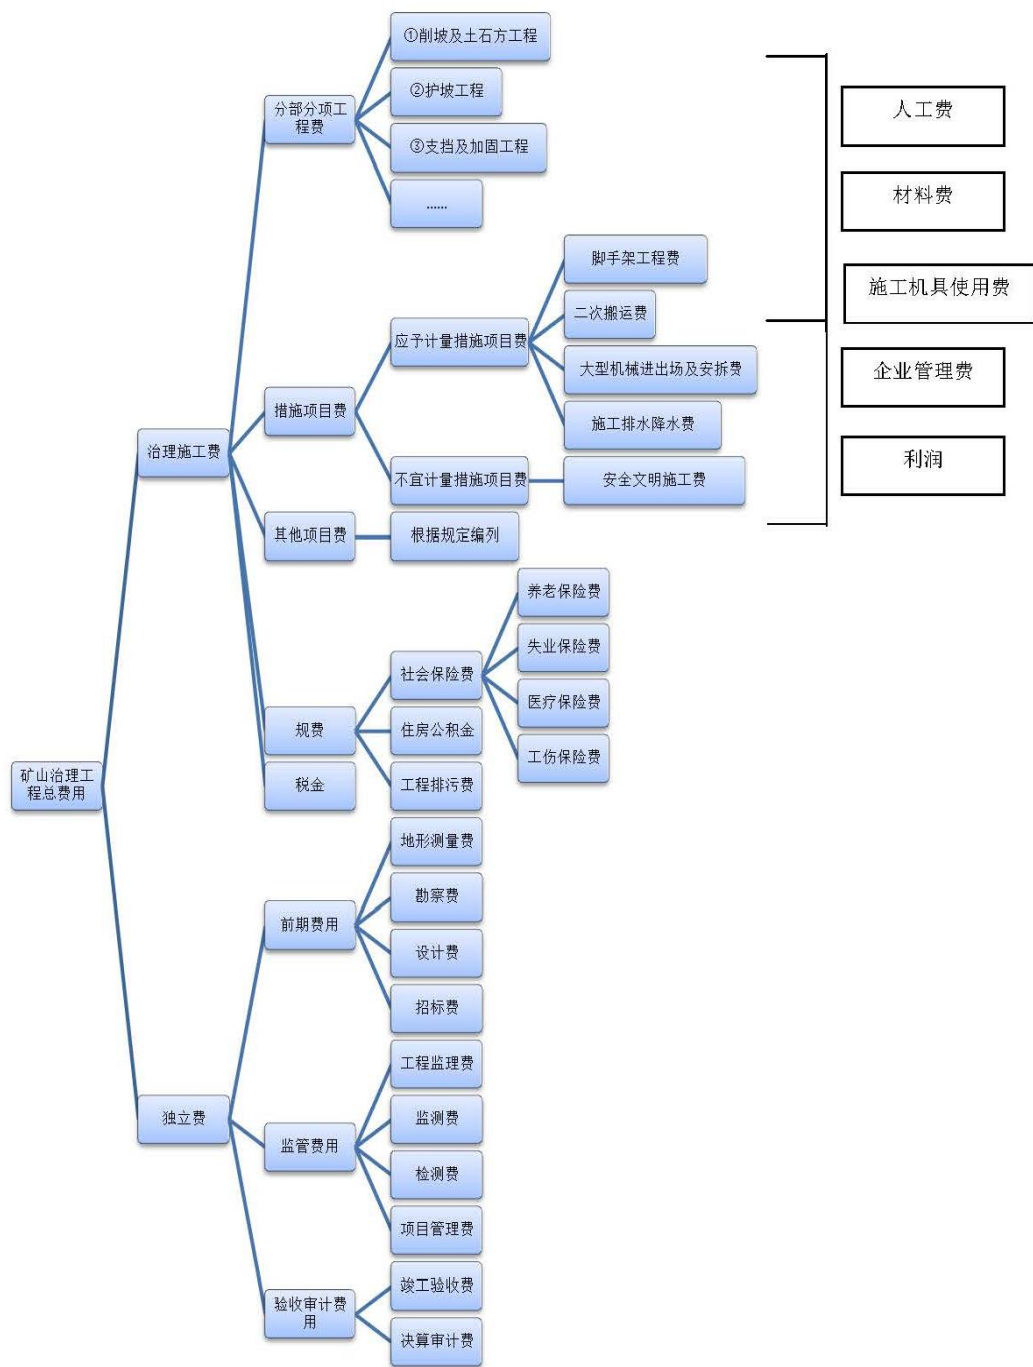 矿山治理工
程总费用
治理施工费
分部分项工
程费
①削坡及土石方工程
②护坡工程
③支挡及加固工程
......
措施项目费
应予计量措施项目费
脚手架工程费
二次搬运费
大型机械进出场及安拆费
施工排水降水费
不宜计量措施项目费
安全文明施工费
其他项目费
根据规定编列
规费
社会保险费
养老保险费
失业保险费
医疗保险费
工伤保险费
住房公积金
工程排污费
税金
独立费
前期费用
地形测量费
勘察费
设计费
招标费
监管费用
工程监理费
监测费
检测费
项目管理费
验收审计费
用
竣工验收费
决算审计费
人工费
材料费
施工机具使用费
企业管理费
利润